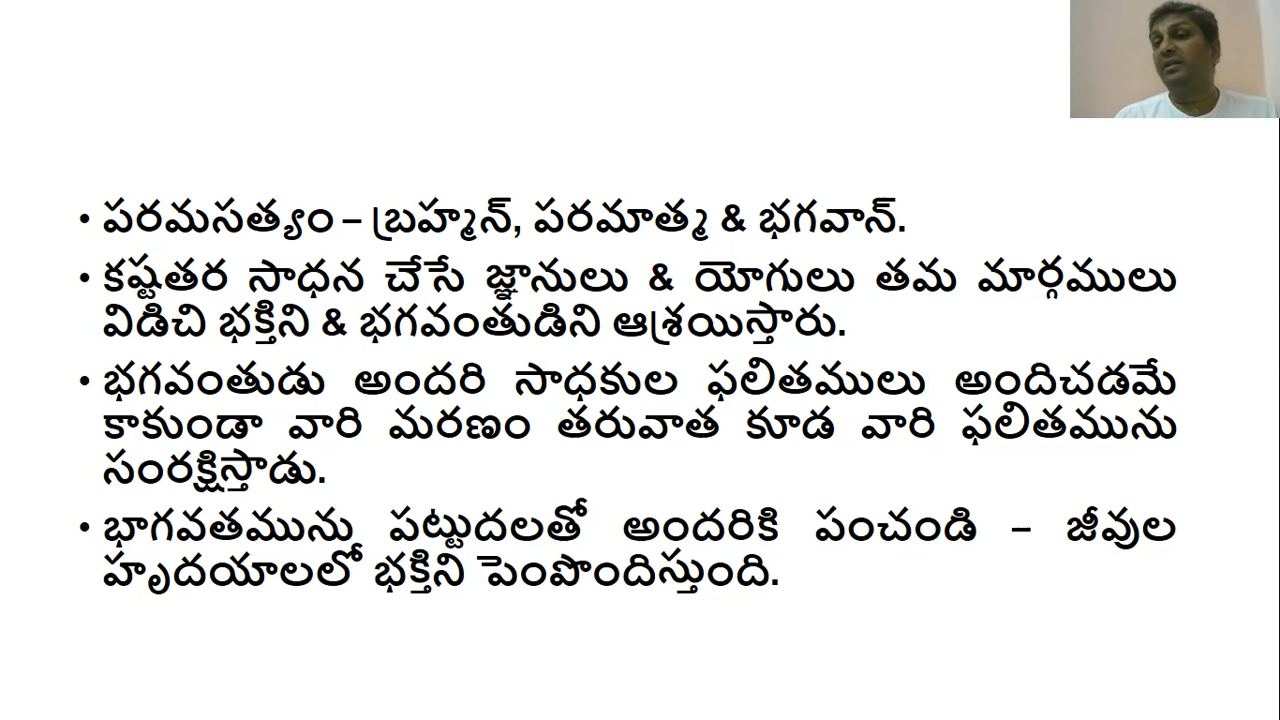 • పరమసత్యం – బ్రహ్మన్, పరమాత్మ & భగవాన్.
• కష్టతర సాధన చేసే జ్ఞానులు & యోగులు తమ మార్గములు
విడిచి భక్తిని & భగవంతుడిని ఆశ్రయిస్తారు.
• భగవంతుడు అందరి సాధకుల ఫలితములు అందిచడమే
కాకుండా వారి మరణం తరువాత కూడ వారి ఫలితమును
సంరక్షిస్తాడు.
• భాగవతమును పట్టుదలతో అందరికి పంచండి – జీవుల
హృదయాలలో భక్తిని పెంపొందిస్తుంది.